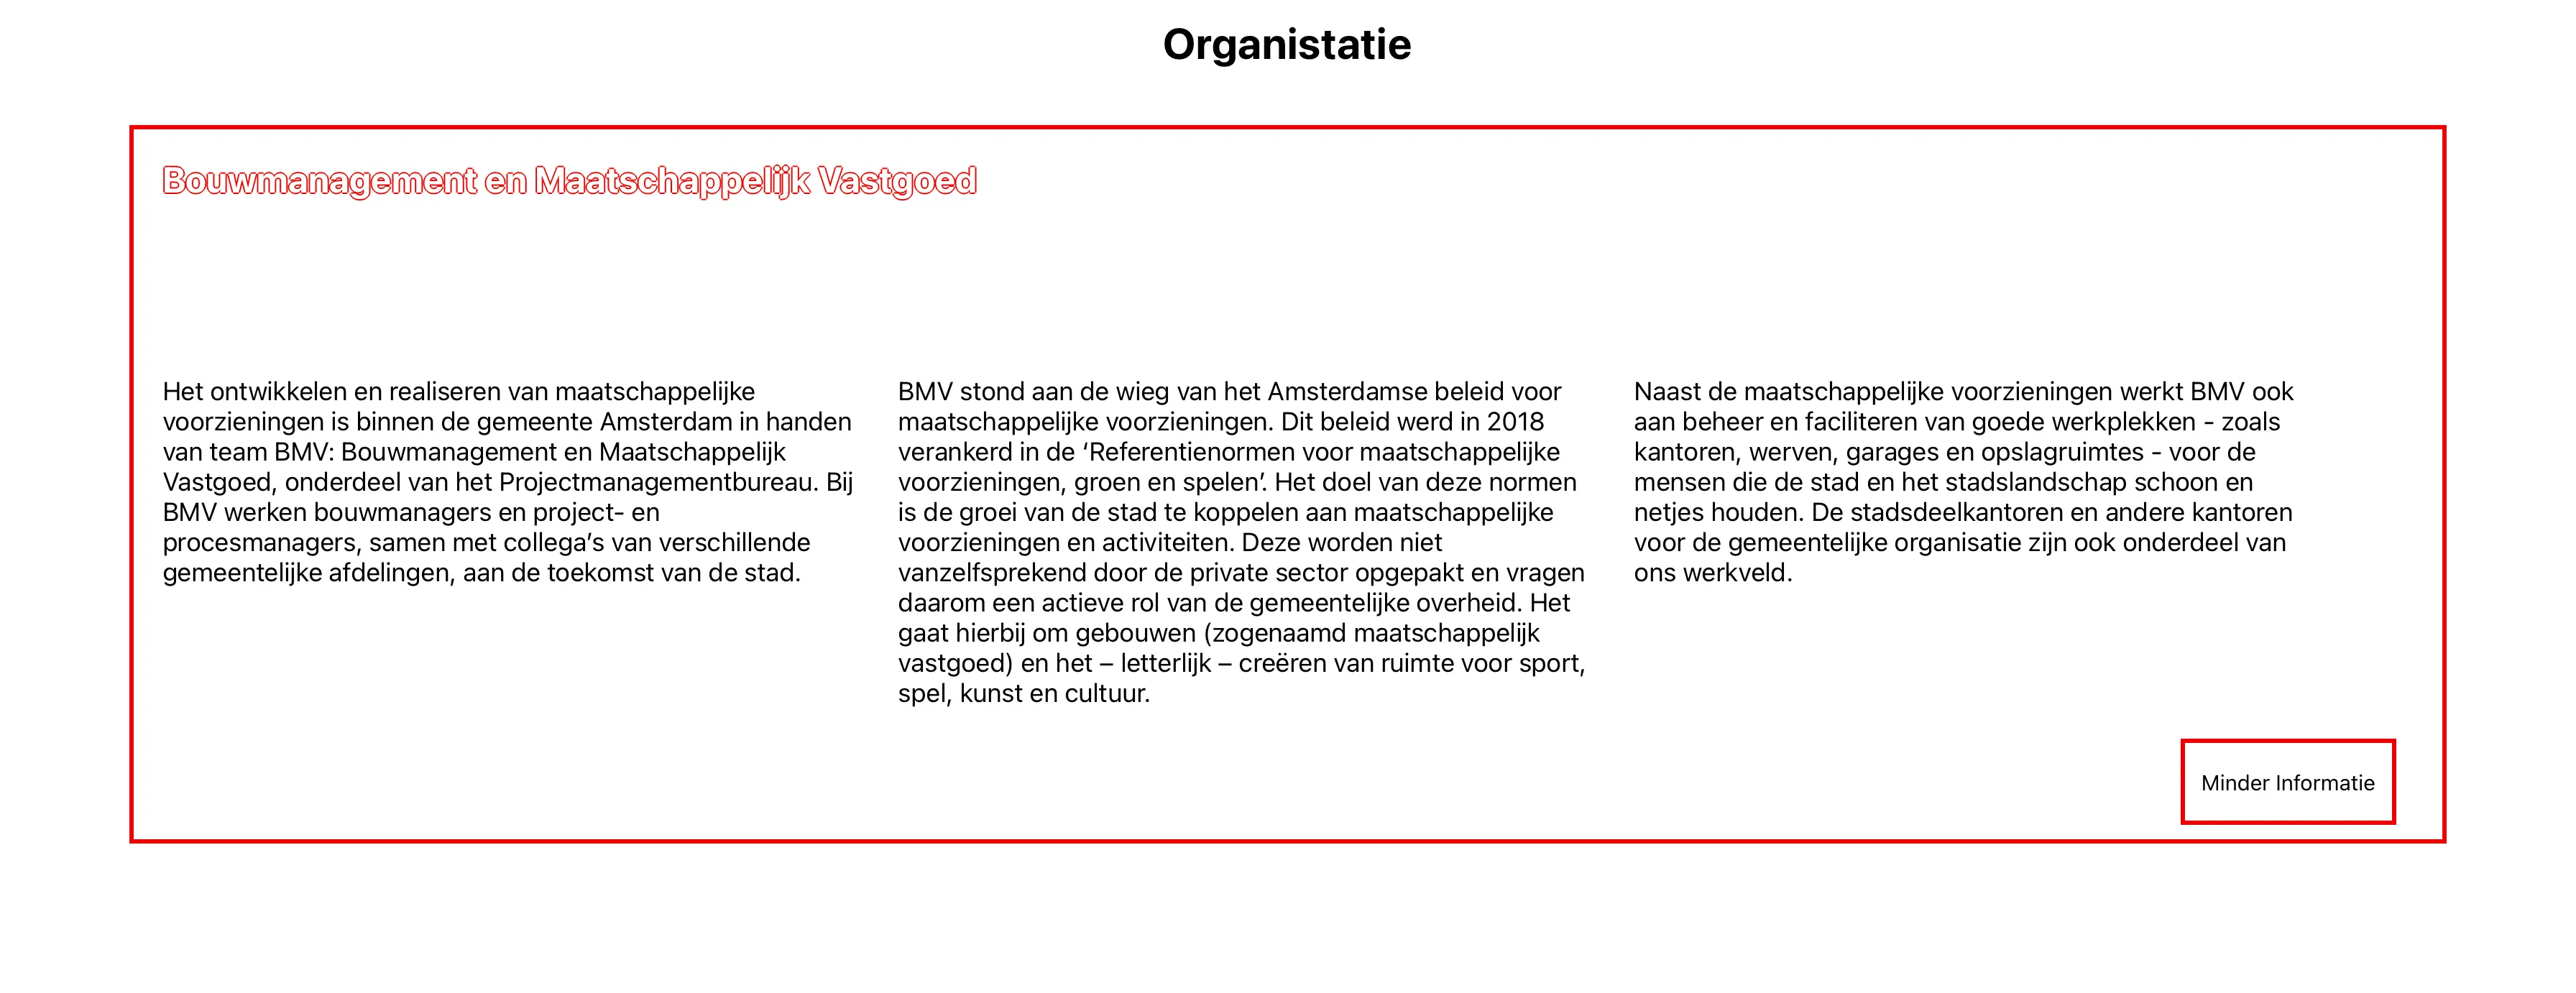 Organistatie
Bouwmanagement en Maatschappelijk Vastgoed
Het ontwikkelen en realiseren van maatschappelijke
voorzieningen is binnen de gemeente Amsterdam in handen
van team BMV: Bouwmanagement en Maatschappelijk
Vastgoed, onderdeel van het Projectmanagementbureau. Bij
BMV werken bouwmanagers en project- en
procesmanagers, samen met collega’s van verschillende
gemeentelijke afdelingen, aan de toekomst van de stad.
BMV stond aan de wieg van het Amsterdamse beleid voor
maatschappelijke voorzieningen. Dit beleid werd in 2018
verankerd in de ‘Referentienormen voor maatschappelijke
voorzieningen, groen en spelen’. Het doel van deze normen
is de groei van de stad te koppelen aan maatschappelijke
voorzieningen en activiteiten. Deze worden niet
vanzelfsprekend door de private sector opgepakt en vragen
daarom een actieve rol van de gemeentelijke overheid. Het
gaat hierbij om gebouwen (zogenaamd maatschappelijk
vastgoed) en het – letterlijk – creëren van ruimte voor sport,
spel, kunst en cultuur.
Naast de maatschappelijke voorzieningen werkt BMV ook
aan beheer en faciliteren van goede werkplekken - zoals
kantoren, werven, garages en opslagruimtes - voor de
mensen die de stad en het stadslandschap schoon en
netjes houden. De stadsdeelkantoren en andere kantoren
voor de gemeentelijke organisatie zijn ook onderdeel van
ons werkveld.
Minder Informatie